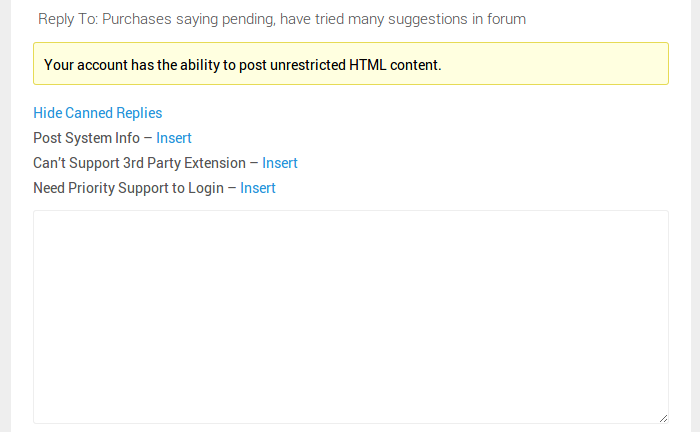 Reply To: Purchases saying pending, have tried many suggestions in forum
Your account has the ability to post unrestricted HTML content.
Hide Canned Replies
Post System Info – Insert
Can't Support 3rd Party Extension – Insert
Need Priority Support to Login – Insert